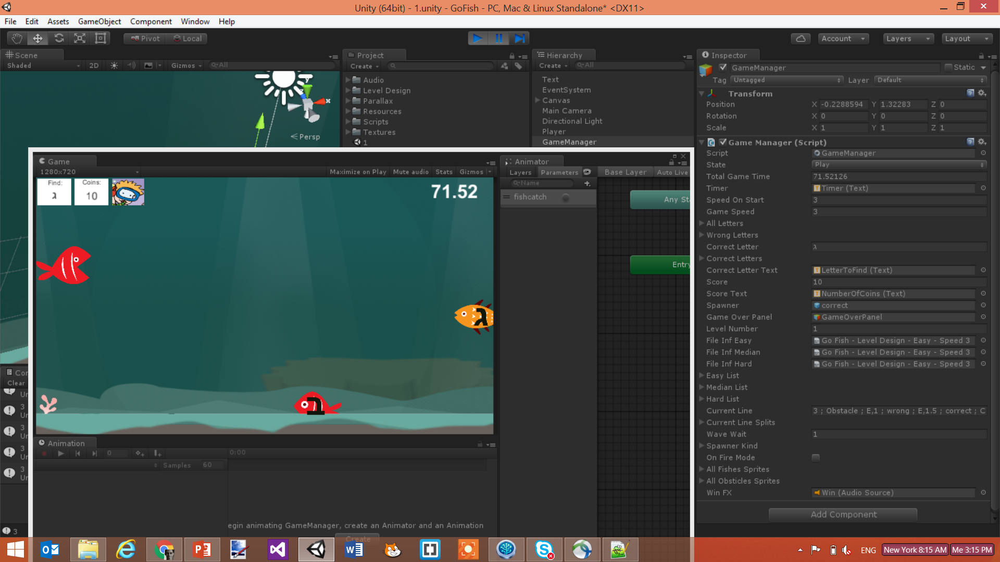 Unity (64bit) - 1.unity - GoFish - PC, Mac & Linux Standalone* <DX11>
File Edit Assets GameObject Component Window Help
Pivot Local
Account Layers Layout
Scene
Shaded 2D Gizmos All
Persp
Project
Create
Audio
Level Design
Parallax
Resources
Scripts
Textures
1
Hierarchy
Create All
Text
EventSystem
Canvas
Main Camera
Directional Light
Player
GameManager
Inspector
GameManager Static
Tag Untagged Layer Default
Transform
Position X -0.2288594 Y 1.32283 Z 0
Rotation X 0 Y 0 Z 0
Scale X 1 Y 1 Z 1
Game Manager (Script)
Script GameManager
State Play
Total Game Time 71.52126
Timer Timer (Text)
Speed On Start 3
Game Speed 3
All Letters
Wrong Letters
Correct Letter ג
Correct Letters
Correct Letter Text LetterToFind (Text)
Score 10
Score Text NumberOfCoins (Text)
Spawner correct
Game Over Panel GameOverPanel
Level Number 1
File Inf Easy Go Fish - Level Design - Easy - Speed 3
File Inf Median Go Fish - Level Design - Easy - Speed 3
File Inf Hard Go Fish - Level Design - Easy - Speed 3
Easy List
Median List
Hard List
Current Line 3 ; Obstacle ; E,1 ; wrong ; E,1.5 ; correct ; C
Current Line Splits
Wave Wait 1
Spawner Kind
On Fire Mode
All Fishes Sprites
All Obsticles Sprites
Win FX Win (Audio Source)
Add Component
Game
1280x720 Maximize on Play Mute audio Stats Gizmos
Find: Coins:
ג 10
71.52
ג
ב
Animator
Layers Parameters Base Layer Auto Live
Name
fishcatch
Any Sta
Entry
Con
Clear
Un
3
Un
3
Un
3
Un
3
Un
3
Animation
0 0:00
Samples 60
egin animating GameManager, create an Animator and an Animation
Create
ENG New York 8:15 AM Me 3:15 PM